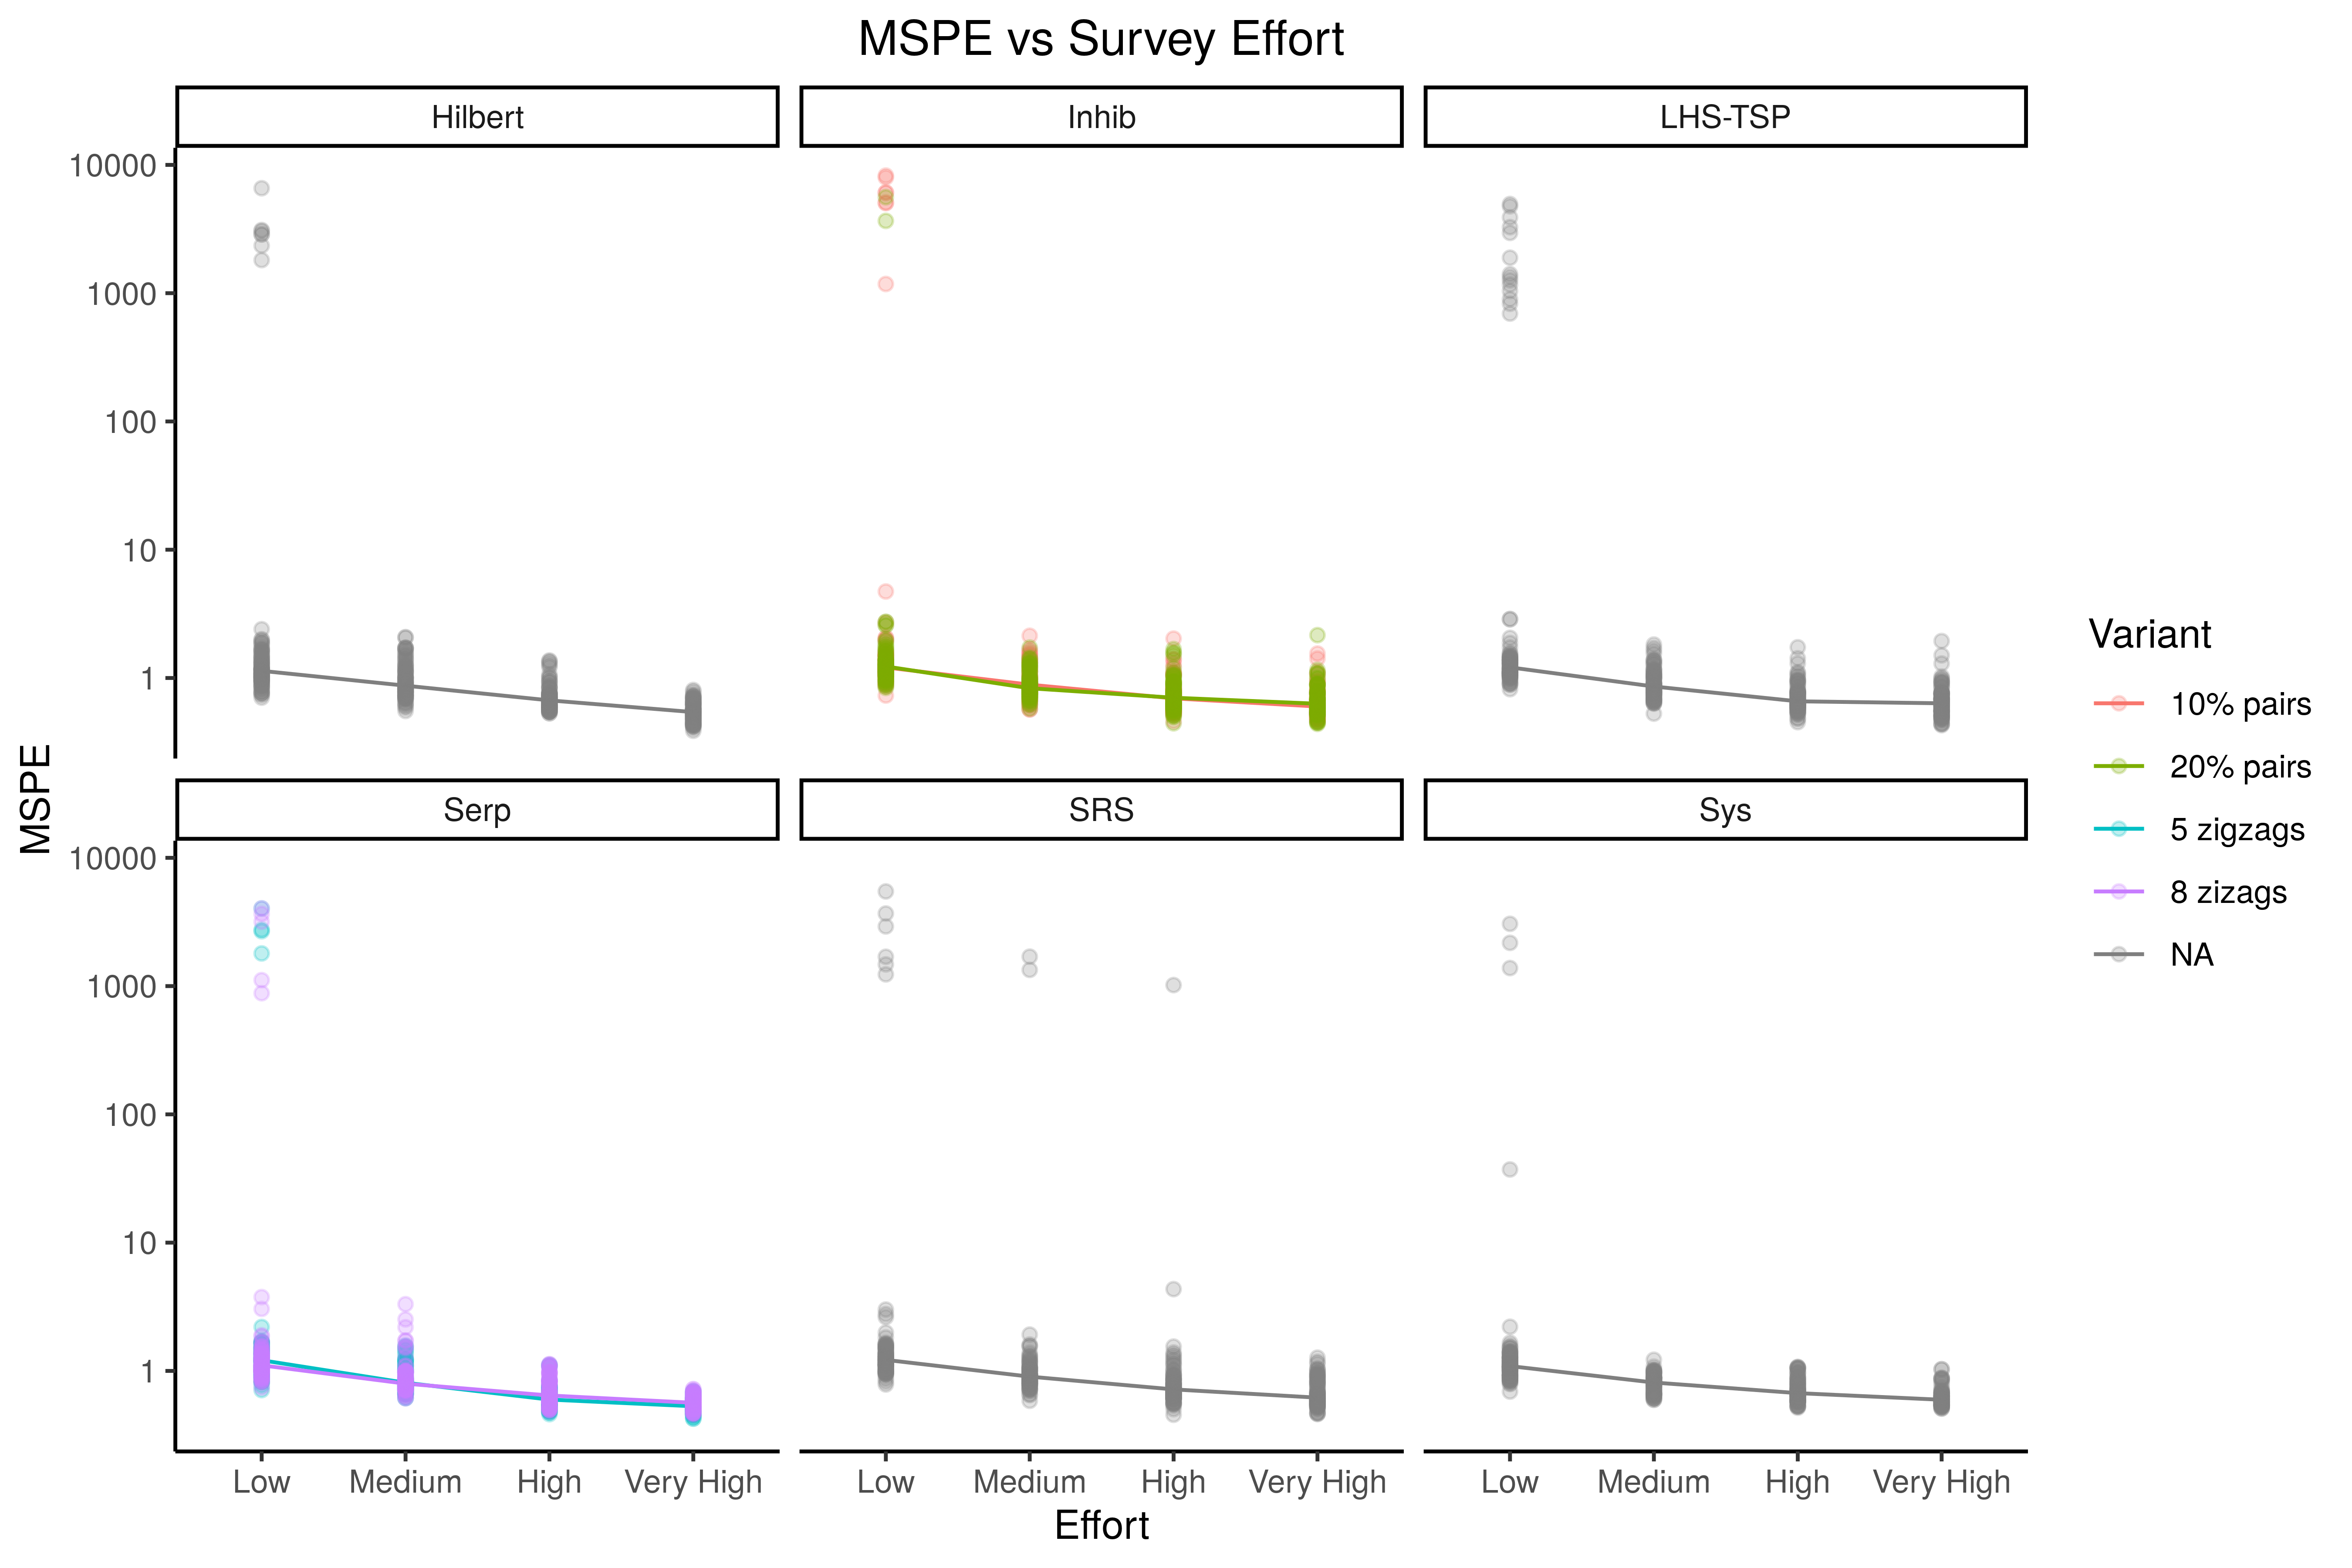 MSPE vs Survey Effort
Hilbert
Inhib
LHS-TSP
10000
1000
100
10
1
Serp
SRS
Sys
10000
1000
100
10
1
MSPE
Low Medium High Very High
Low Medium High Very High
Low Medium High Very High
Effort
Variant
10% pairs
20% pairs
5 zigzags
8 zizags
NA